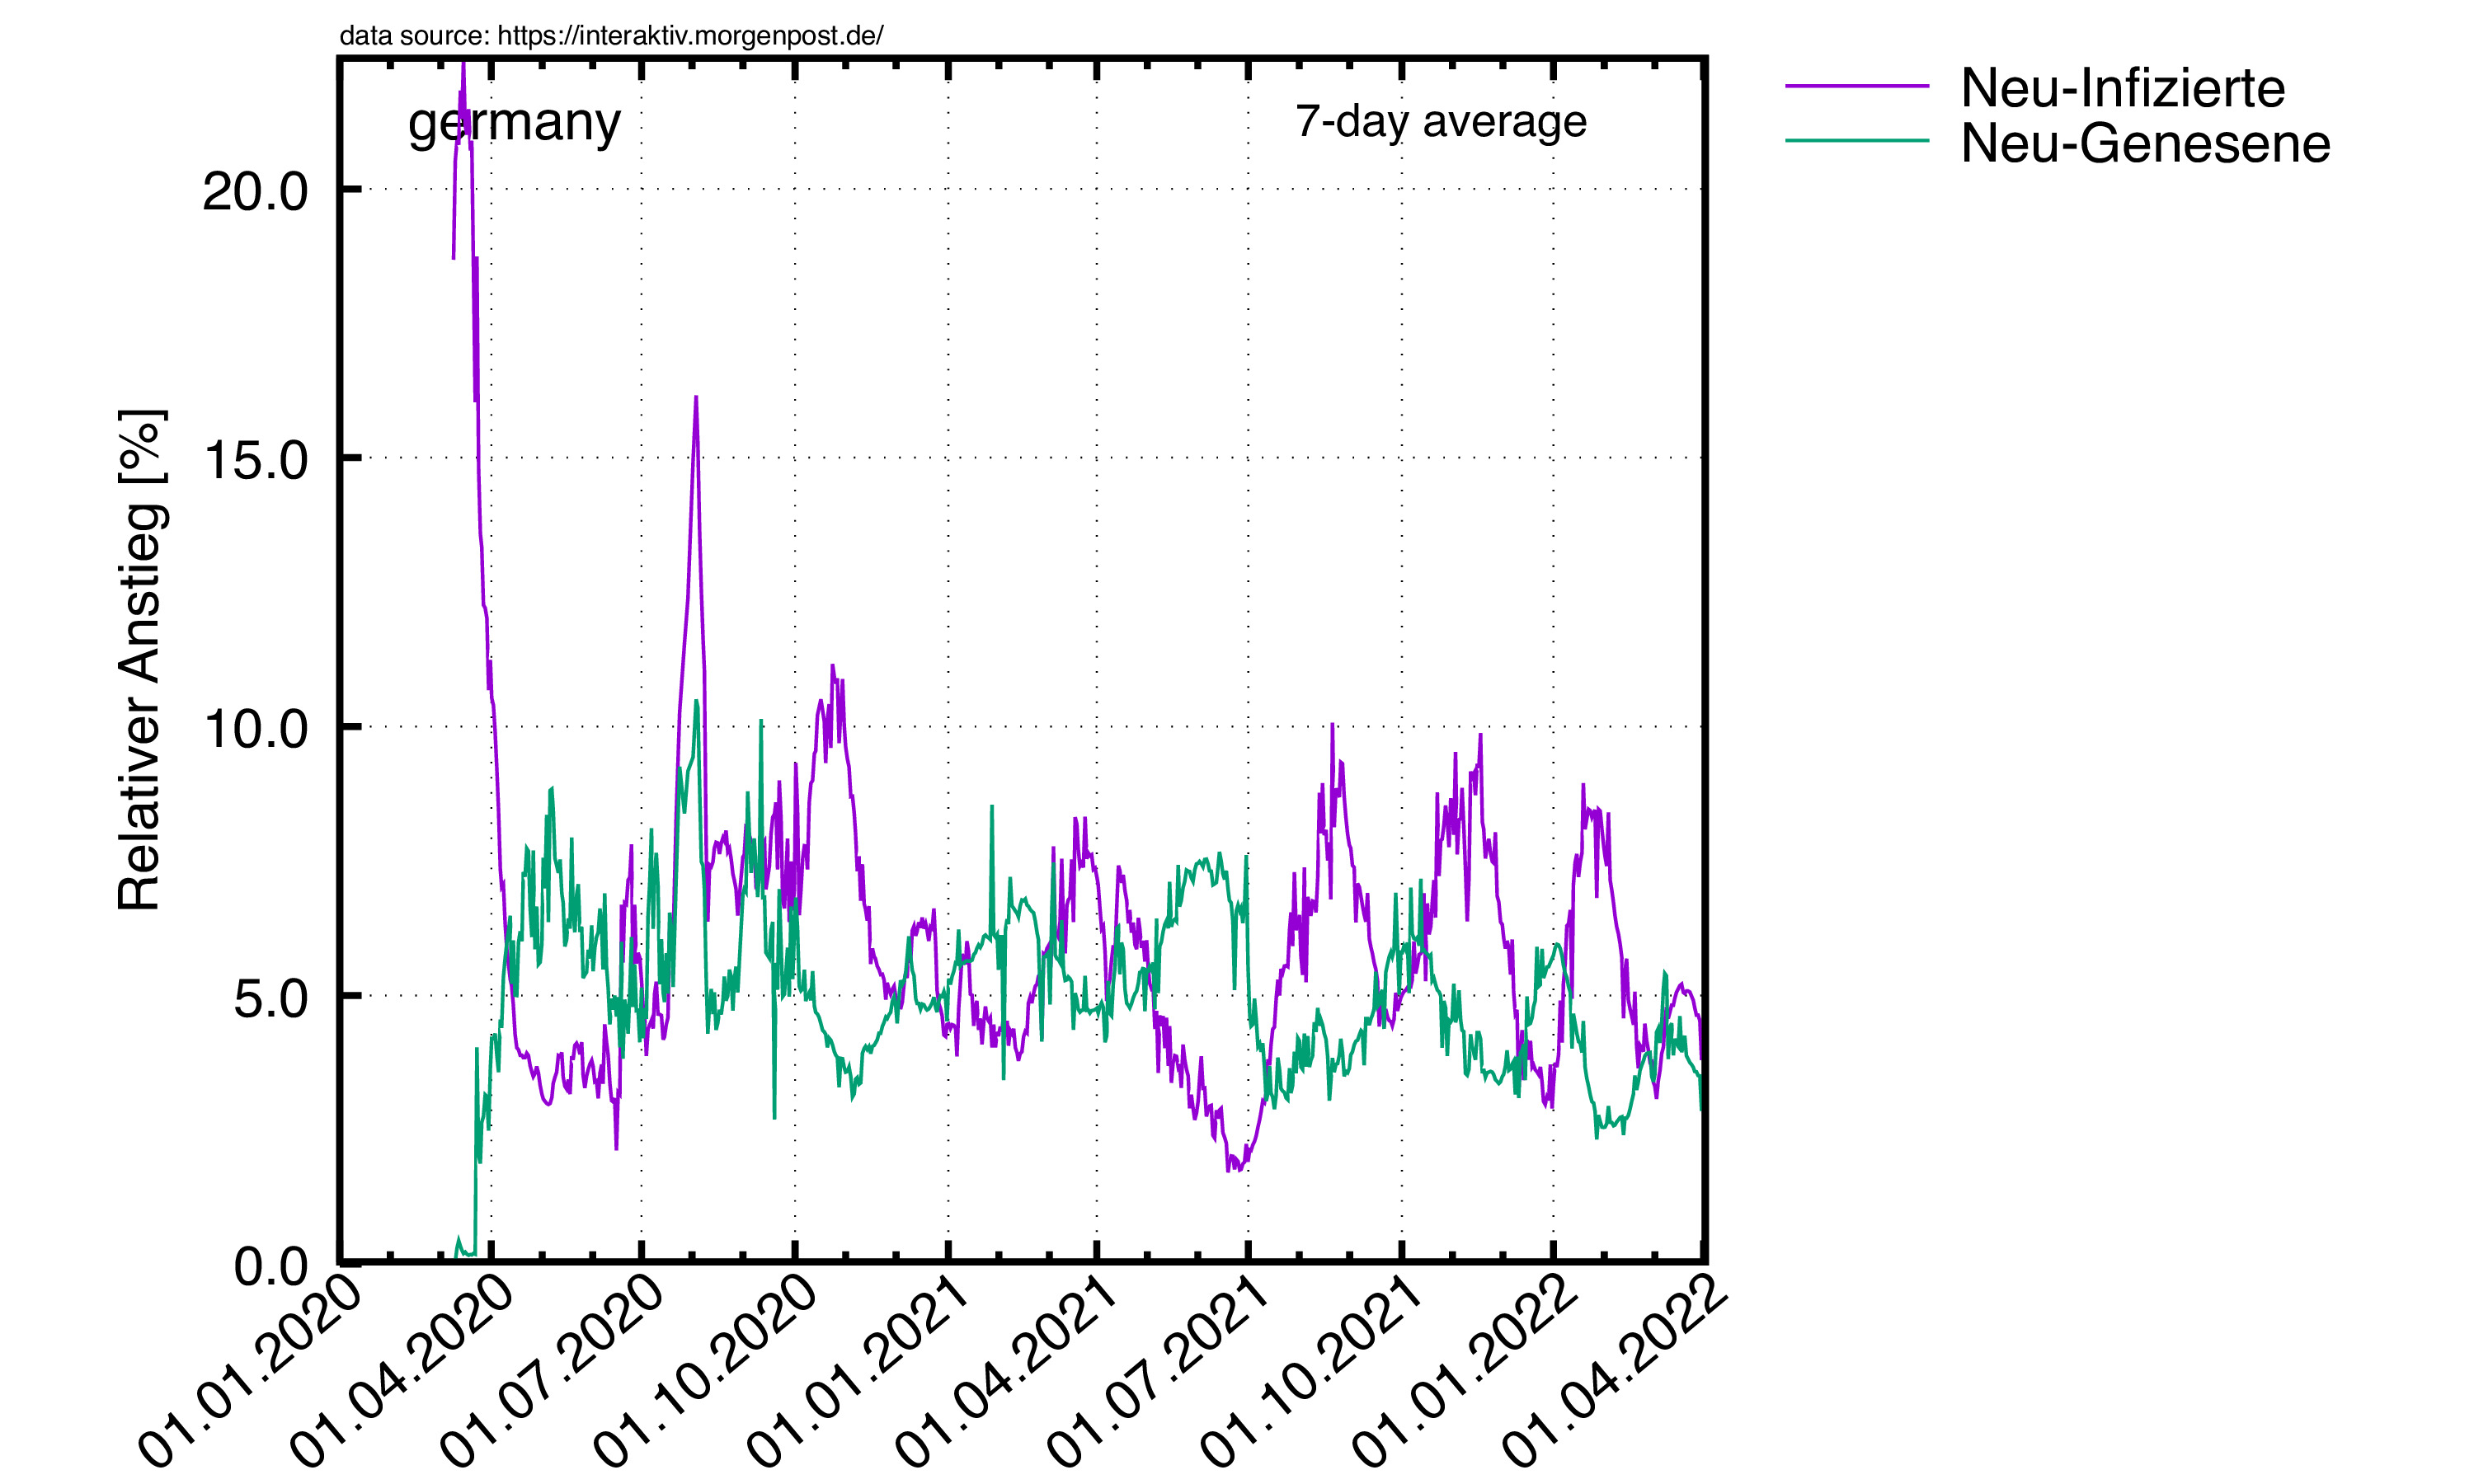 data source: https://interaktiv.morgenpost.de/
germany
7-day average
Neu-Infizierte
Neu-Genesene
Relativer Anstieg [%]
20.0
15.0
10.0
5.0
0.0
01.01.2020
01.04.2020
01.07.2020
01.10.2020
01.01.2021
01.04.2021
01.07.2021
01.10.2021
01.01.2022
01.04.2022